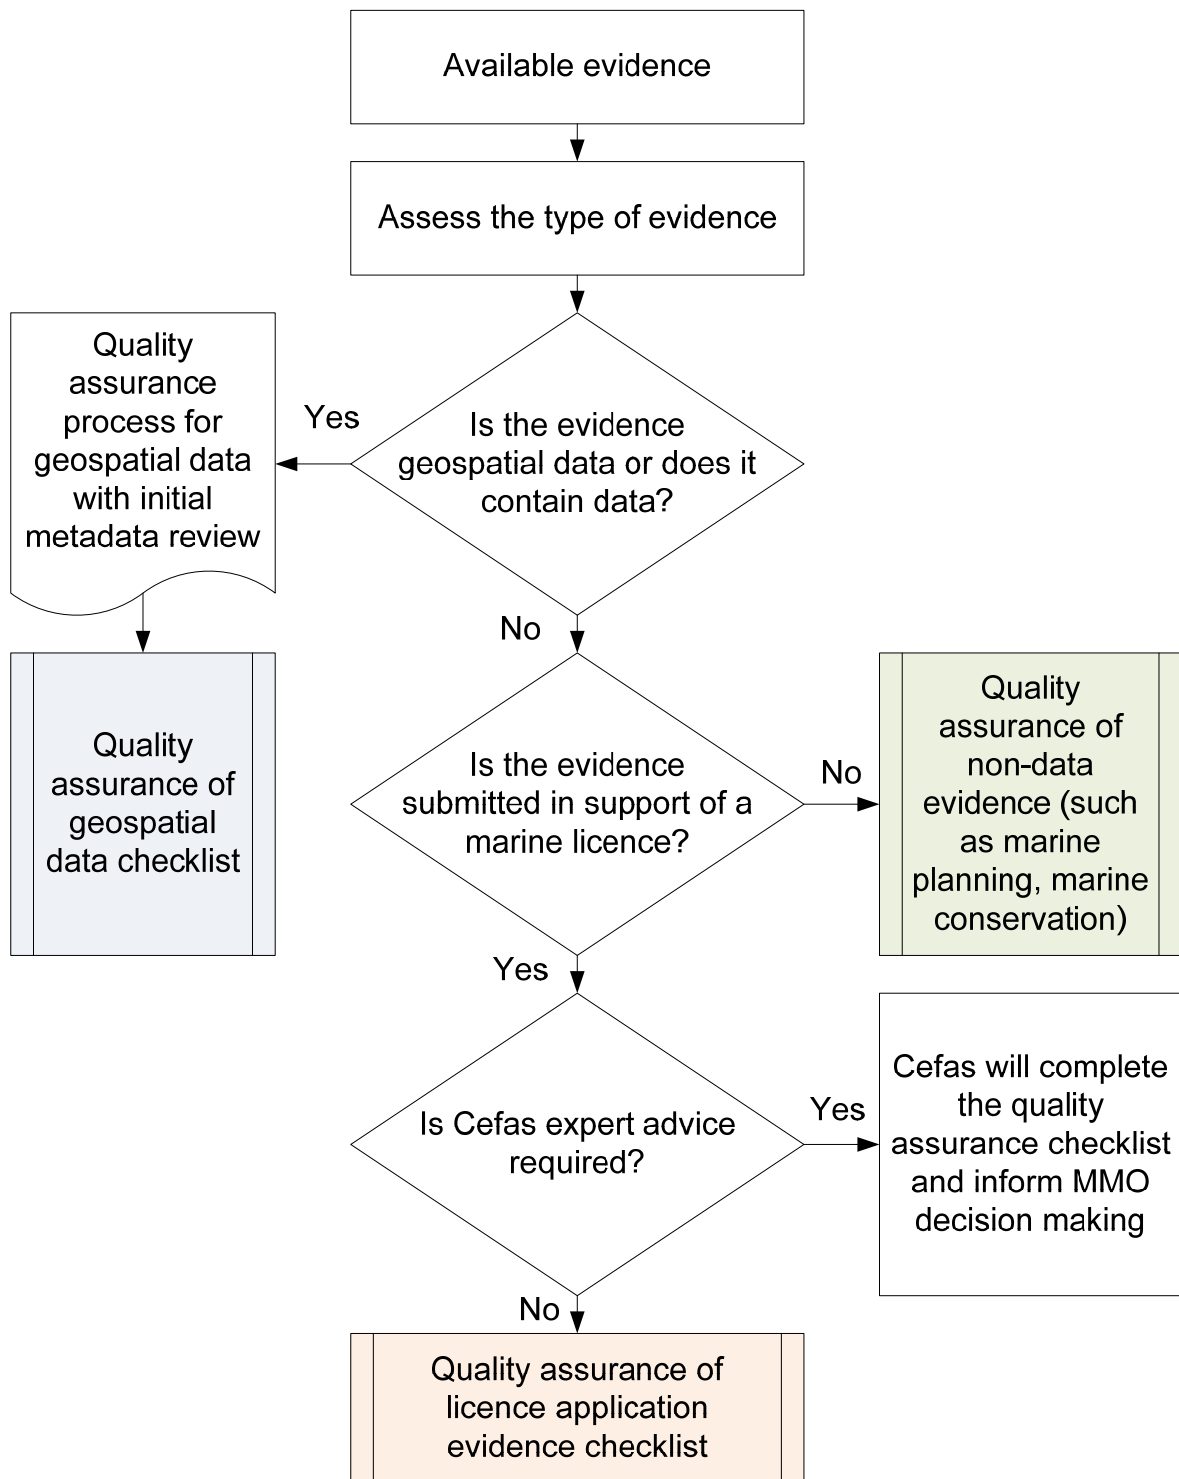 Available evidence
Assess the type of evidence
Quality
assurance
process for
geospatial data
with initial
metadata review
Yes
Is the evidence
geospatial data or does it
contain data?
No
Quality
assurance of
geospatial
data checklist
Is the evidence
submitted in support of a
marine licence?
No
Quality
assurance of
non-data
evidence (such
as marine
planning, marine
conservation)
Yes
Is Cefas expert advice
required?
Yes
Cefas will complete
the quality
assurance checklist
and inform MMO
decision making
No
Quality assurance of
licence application
evidence checklist